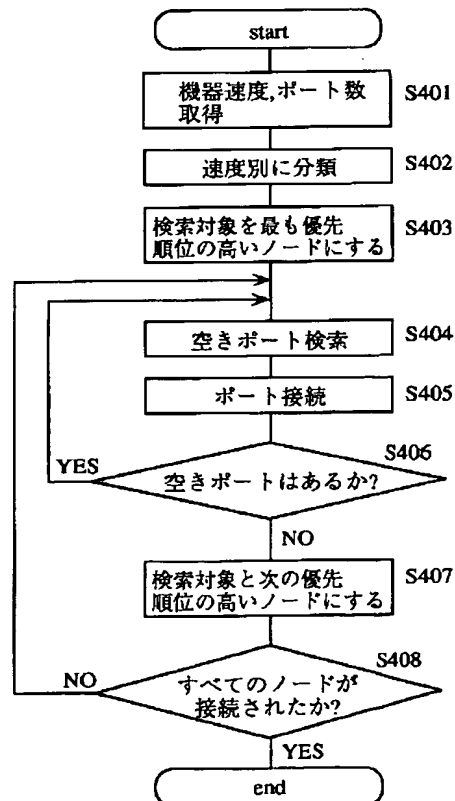 start
機器速度,ポート数
取得
S401
速度別に分類
S402
検索対象を最も優先
順位の高いノードにする
S403
空きポート検索
S404
ポート接続
S405
S406
YES
空きポートはあるか?
NO
検索対象と次の優先
順位の高いノードにする
S407
S408
NO
すべてのノードが
接続されたか?
YES
end